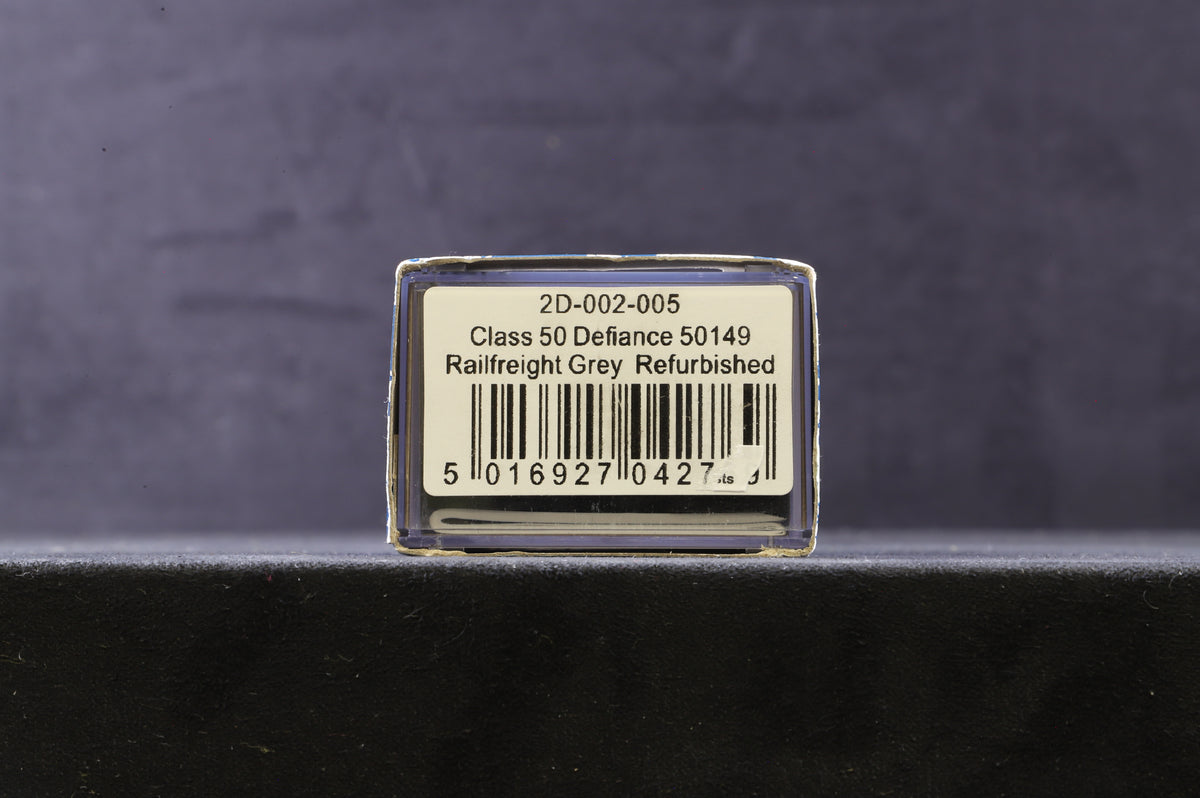 2D-002-005
Class 50 Defiance 50149
Railfreight Grey Refurbished
5 016927 0427